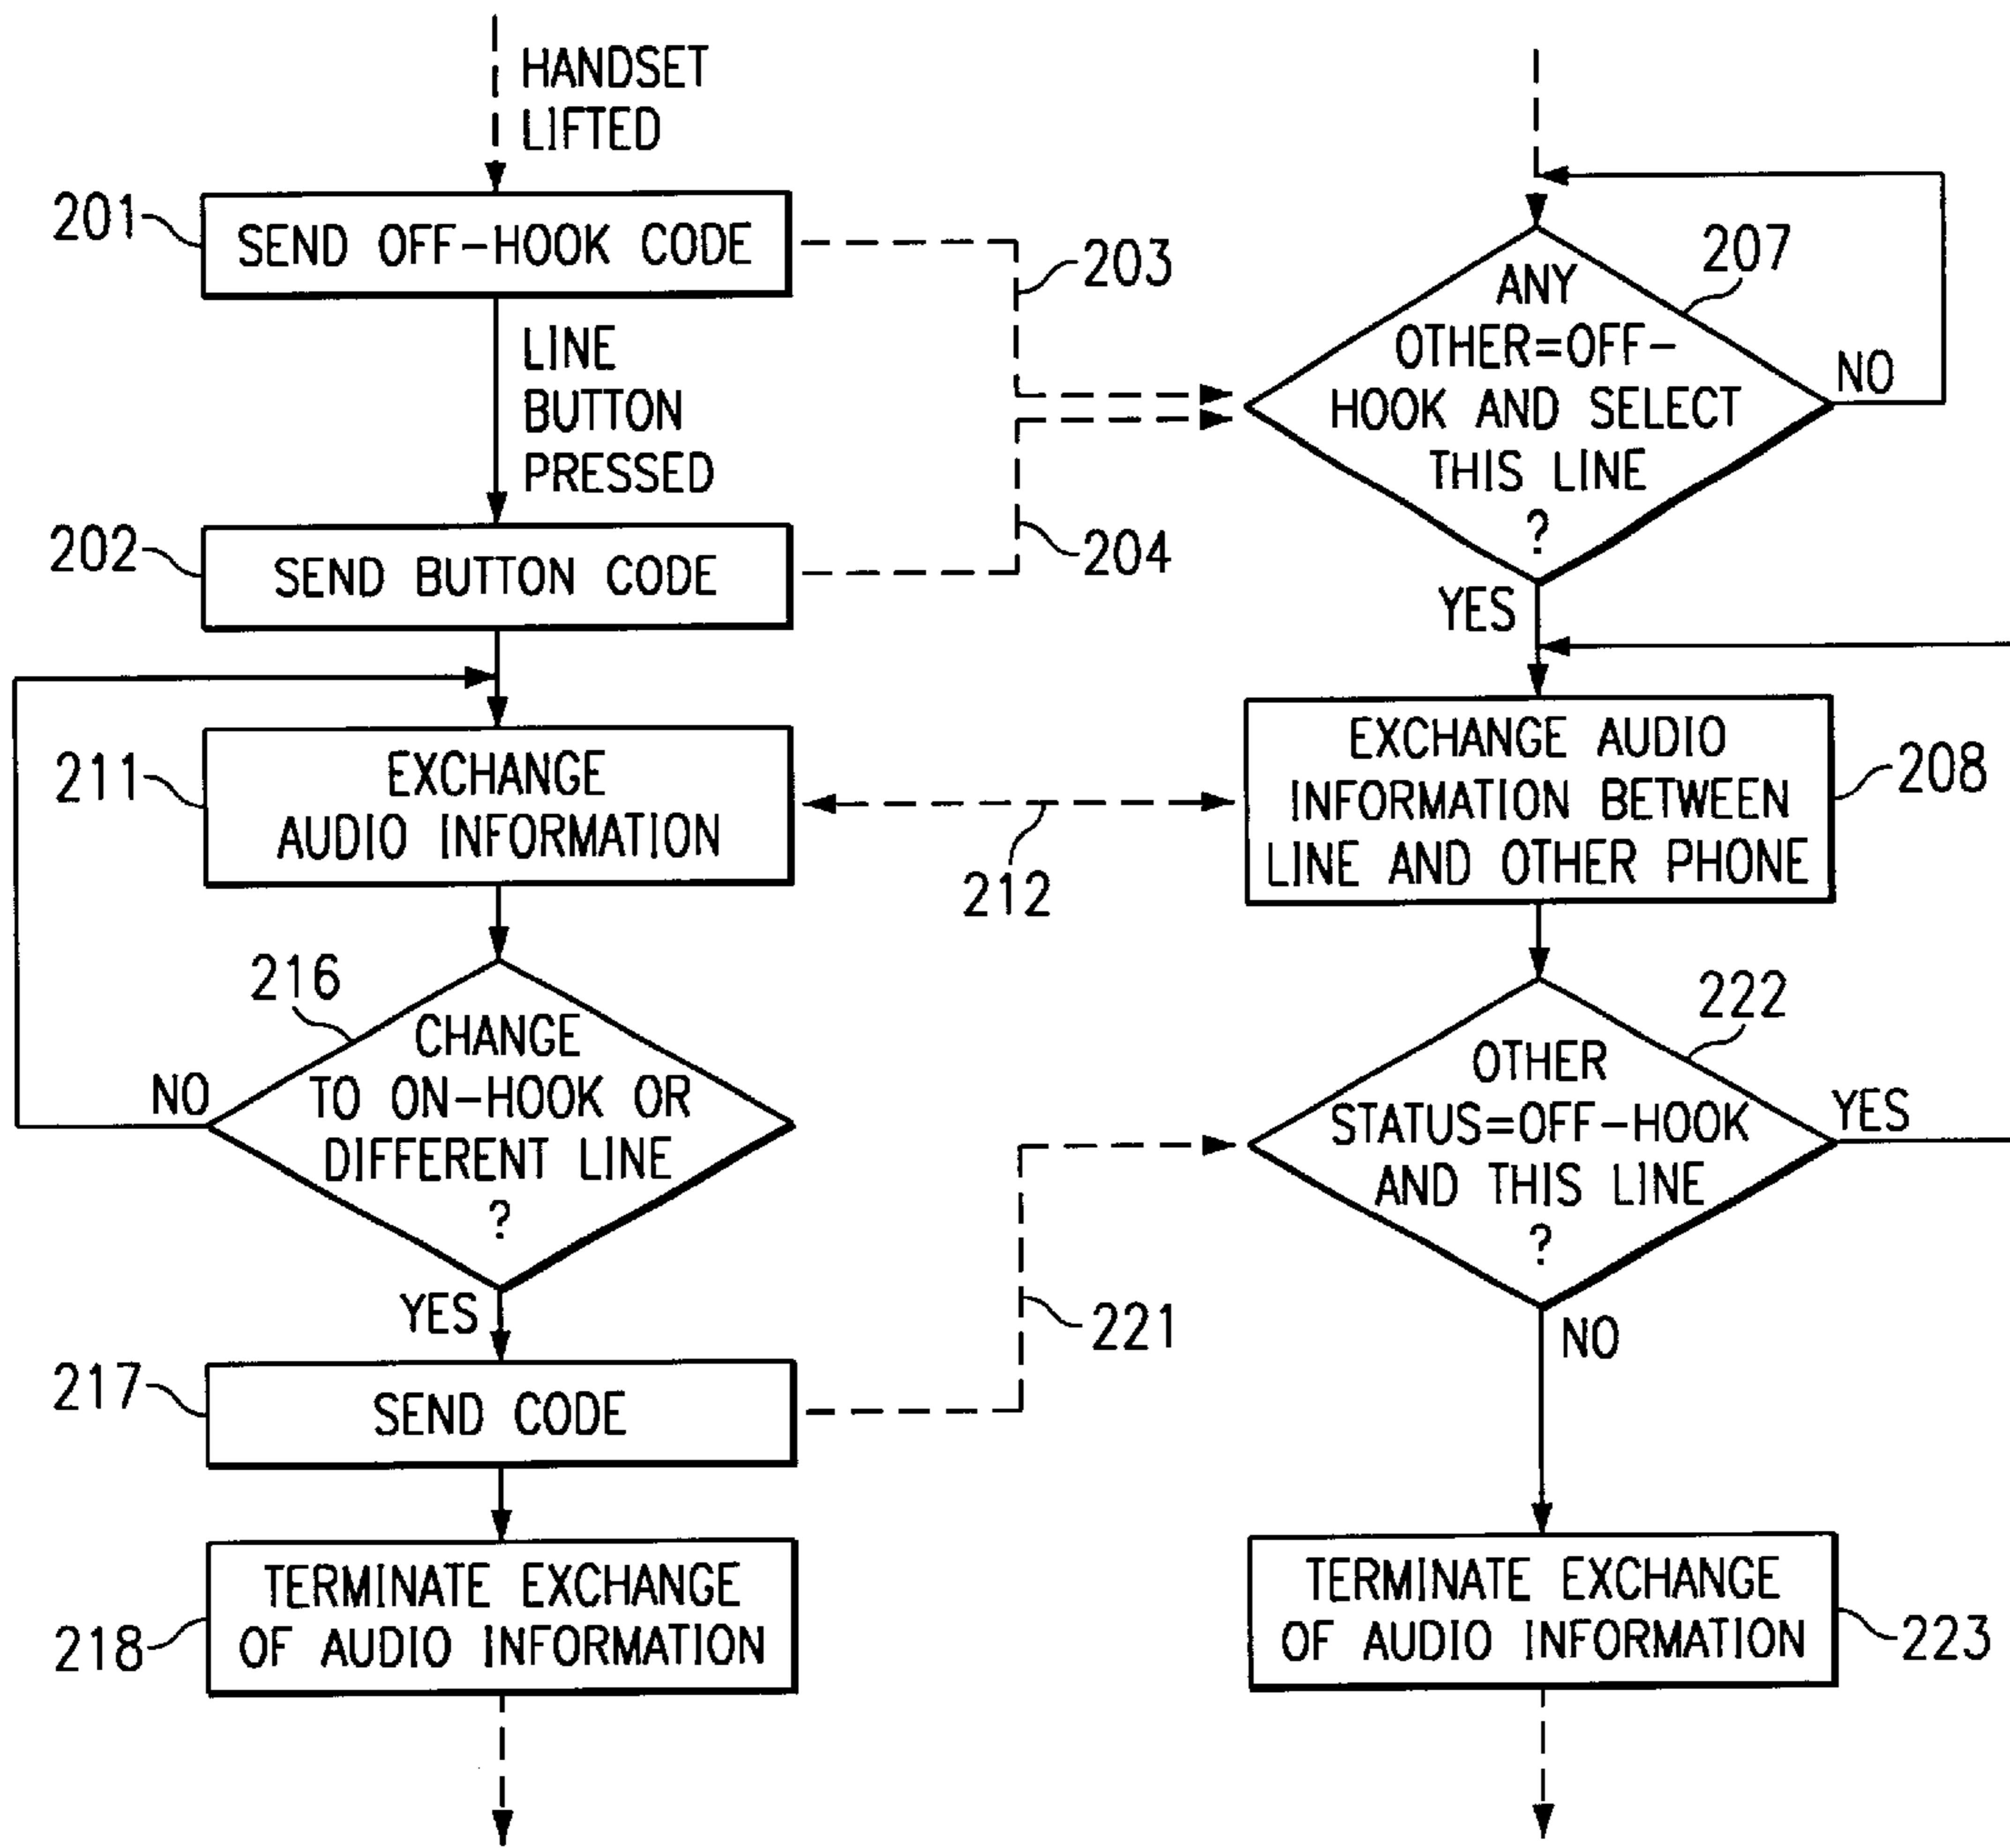 HANDSET
LIFTED
201
SEND OFF-HOOK CODE
203
LINE
BUTTON
PRESSED
202
SEND BUTTON CODE
204
211
EXCHANGE
AUDIO INFORMATION
212
216
CHANGE
TO ON-HOOK OR
DIFFERENT LINE
?
NO
YES
217
SEND CODE
221
218
TERMINATE EXCHANGE
OF AUDIO INFORMATION
207
ANY
OTHER=OFF-
HOOK AND SELECT
THIS LINE
?
NO
YES
EXCHANGE AUDIO
INFORMATION BETWEEN
LINE AND OTHER PHONE
208
222
OTHER
STATUS=OFF-HOOK
AND THIS LINE
?
YES
NO
TERMINATE EXCHANGE
OF AUDIO INFORMATION
223